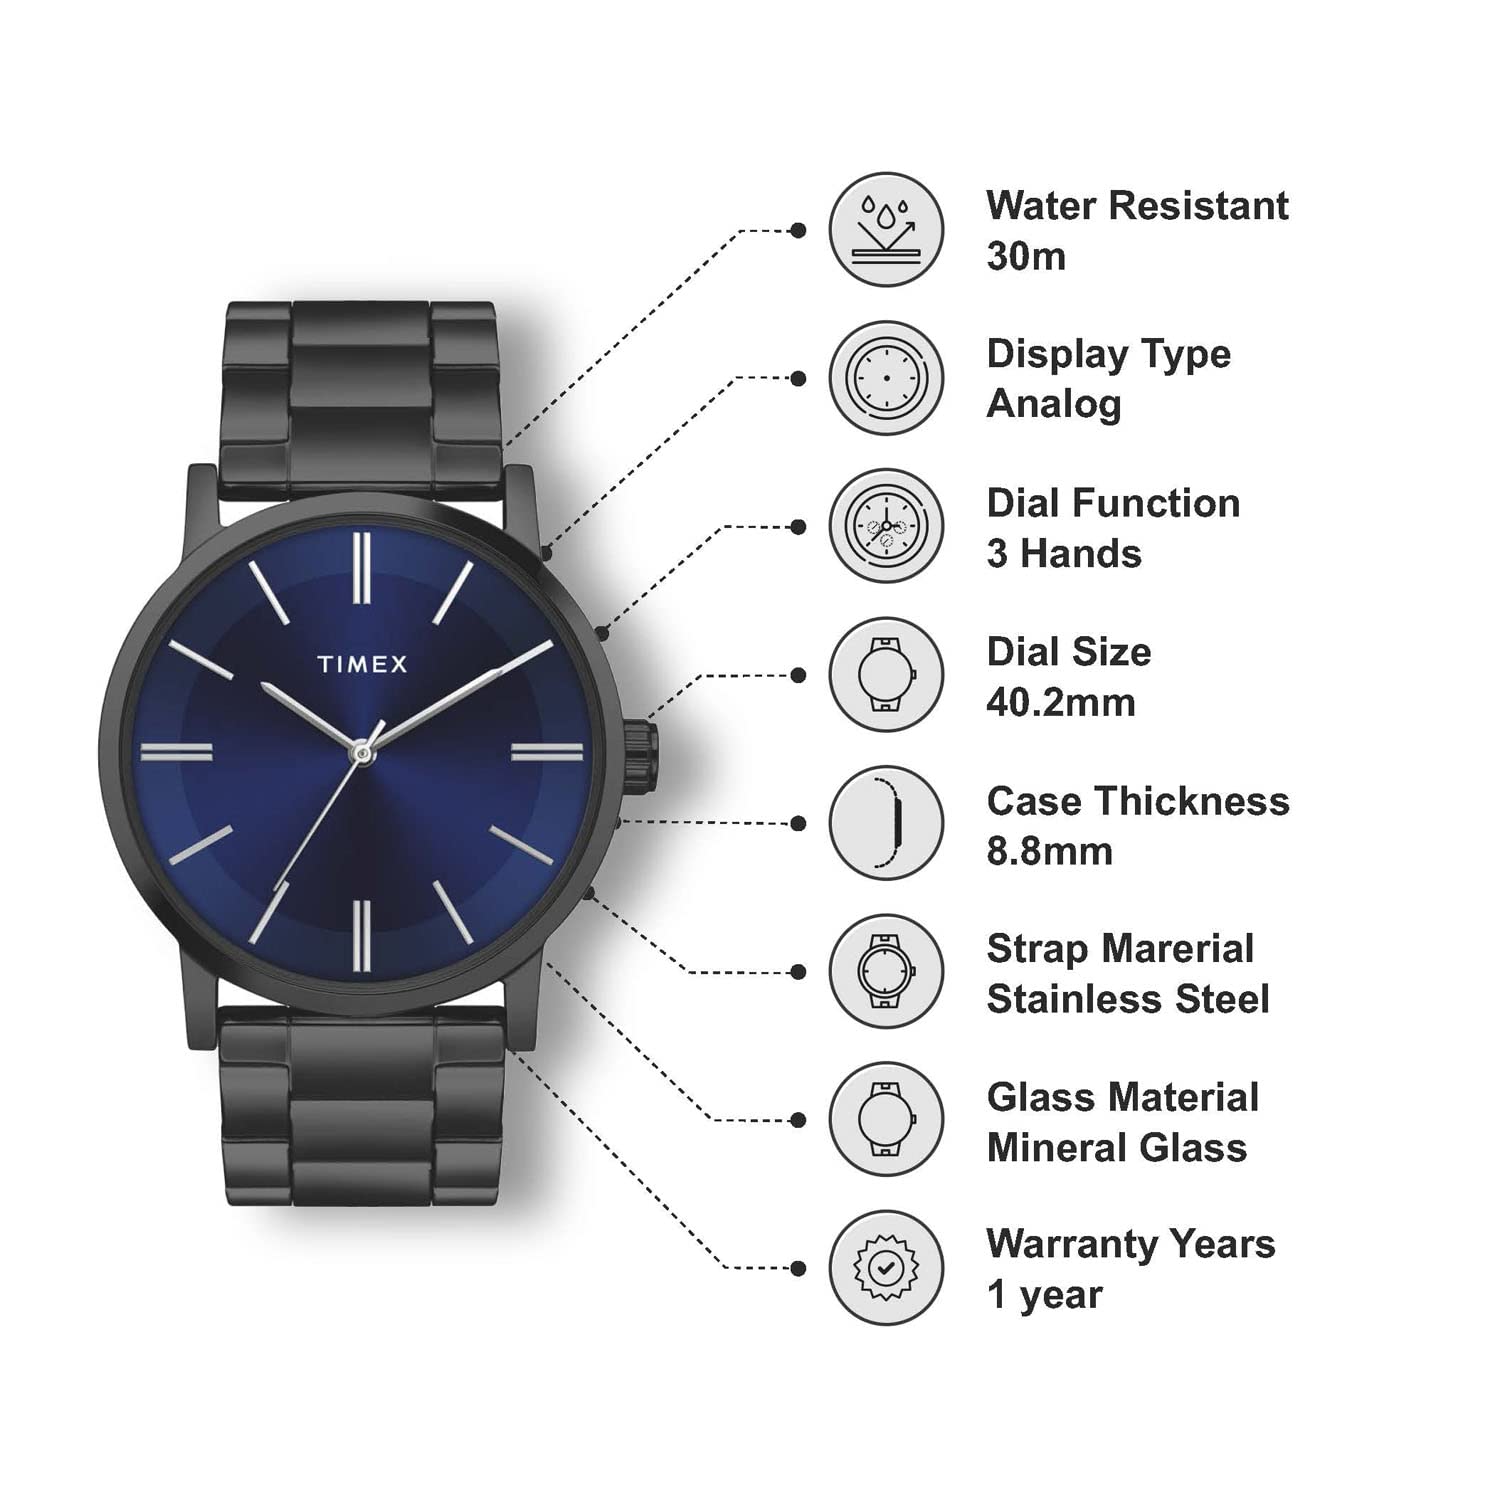 TIMEX
Water Resistant
30m
Display Type
Analog
Dial Function
3 Hands
Dial Size
40.2mm
Case Thickness
8.8mm
Strap Marerial
Stainless Steel
Glass Material
Mineral Glass
Warranty Years
1 year